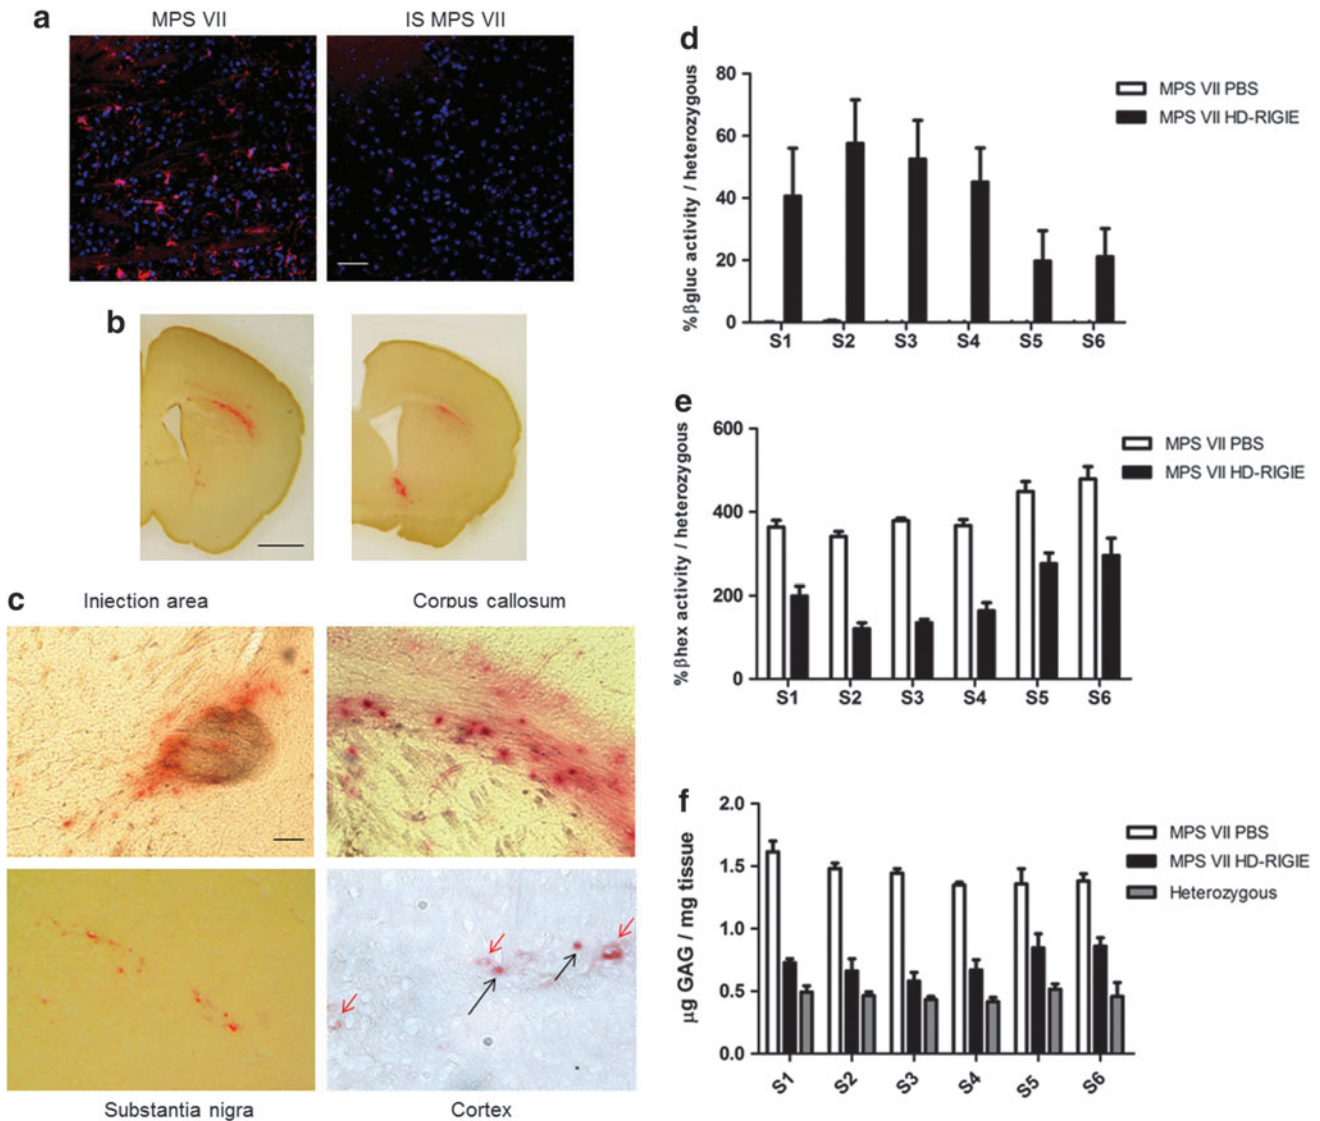 a
MPS VII
IS MPS VII
b
c
Injection area
Corpus callosum
Substantia nigra
Cortex
d
%βgluc activity / heterozygous
80
60
40
20
0
S1
S2
S3
S4
S5
S6
MPS VII PBS
MPS VII HD-RIGIE
e
%βhex activity / heterozygous
600
400
200
0
S1
S2
S3
S4
S5
S6
MPS VII PBS
MPS VII HD-RIGIE
f
µg GAG / mg tissue
2.0
1.5
1.0
0.5
0.0
S1
S2
S3
S4
S5
S6
MPS VII PBS
MPS VII HD-RIGIE
Heterozygous